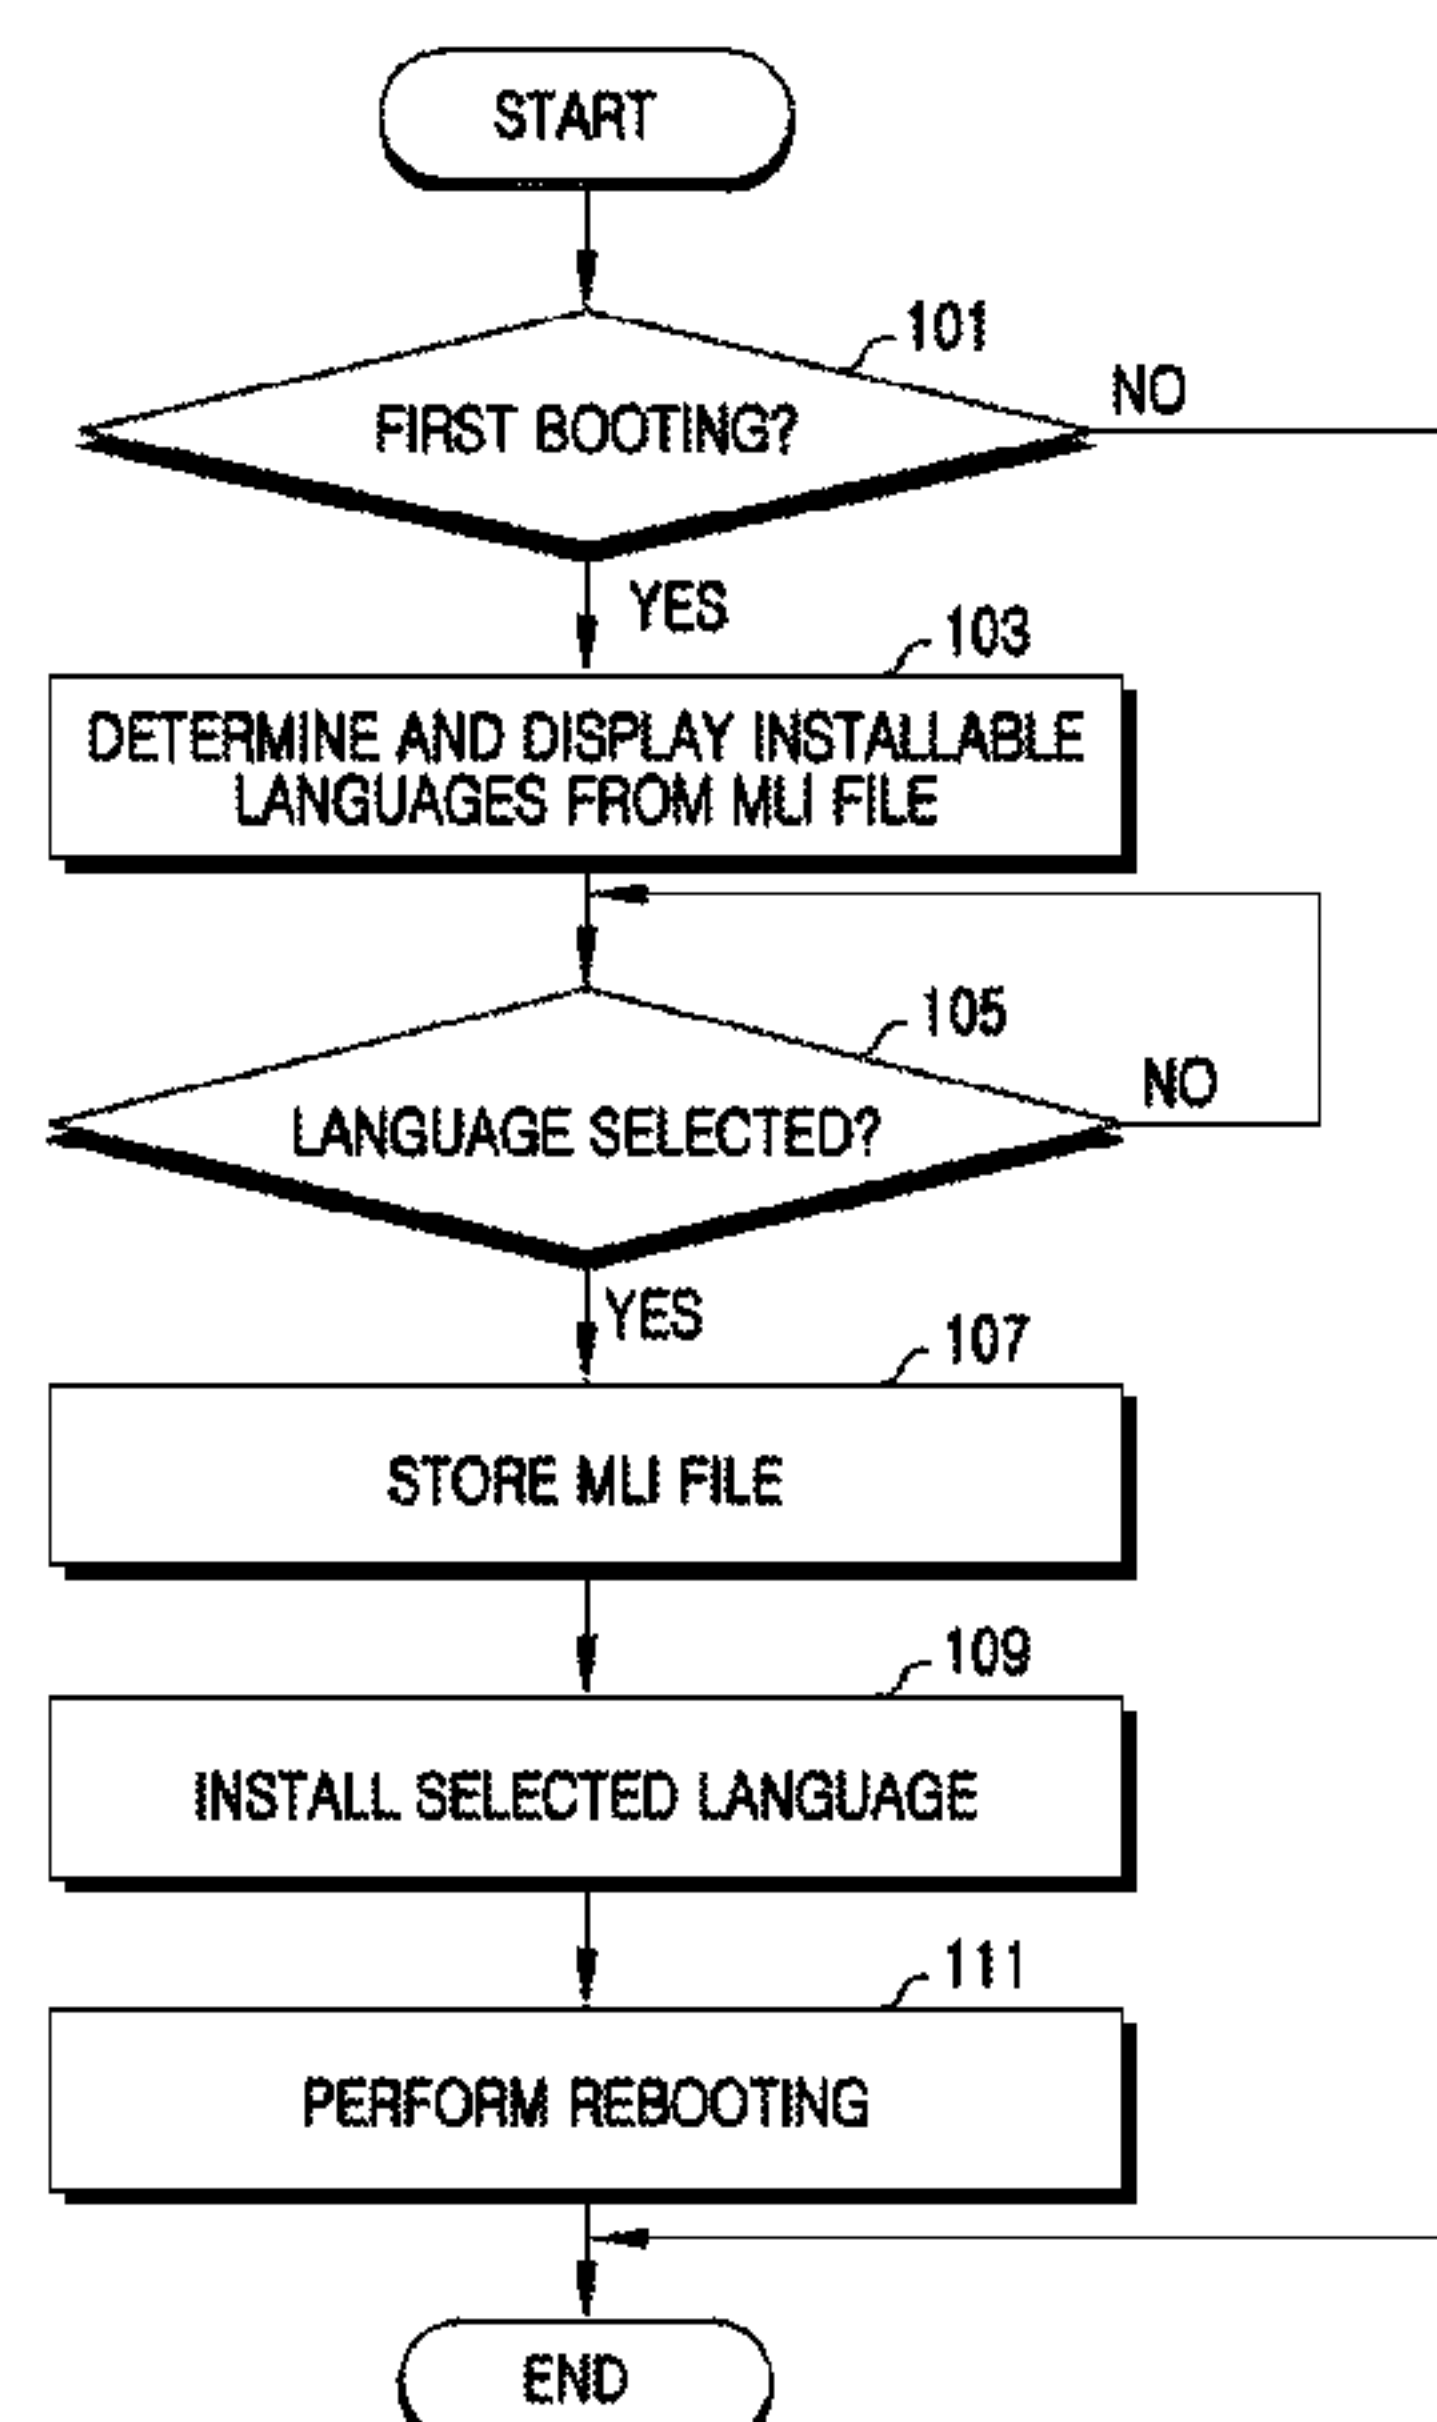 START
101
FIRST BOOTING?
NO
YES
103
DETERMINE AND DISPLAY INSTALLABLE
LANGUAGES FROM MLI FILE
105
LANGUAGE SELECTED?
NO
YES
107
STORE MLI FILE
109
INSTALL SELECTED LANGUAGE
111
PERFORM REBOOTING
END